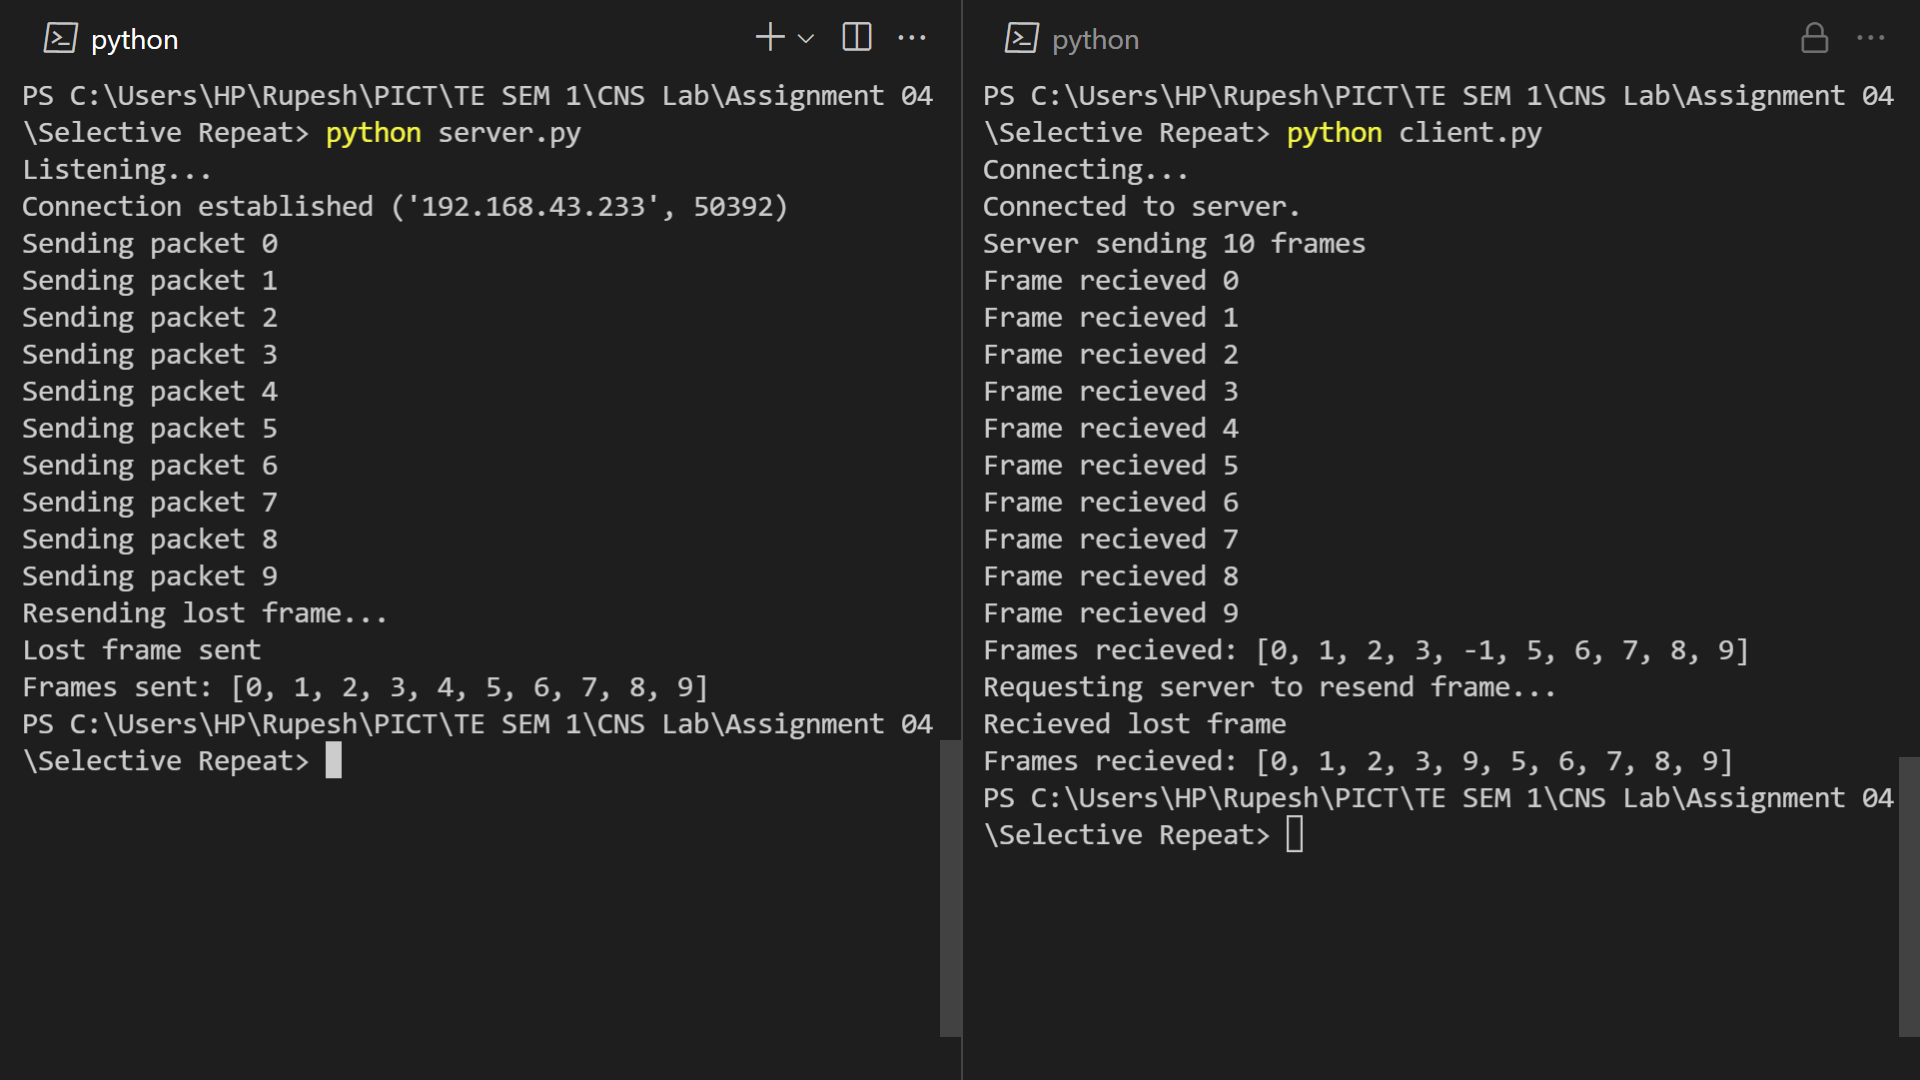 python
PS C:\Users\HP\Rupesh\PICT\TE SEM 1\CNS Lab\Assignment 04
\Selective Repeat> python server.py
Listening...
Connection established ('192.168.43.233', 50392)
Sending packet 0
Sending packet 1
Sending packet 2
Sending packet 3
Sending packet 4
Sending packet 5
Sending packet 6
Sending packet 7
Sending packet 8
Sending packet 9
Resending lost frame...
Lost frame sent
Frames sent: [0, 1, 2, 3, 4, 5, 6, 7, 8, 9]
PS C:\Users\HP\Rupesh\PICT\TE SEM 1\CNS Lab\Assignment 04
\Selective Repeat>
python
PS C:\Users\HP\Rupesh\PICT\TE SEM 1\CNS Lab\Assignment 04
\Selective Repeat> python client.py
Connecting...
Connected to server.
Server sending 10 frames
Frame recieved 0
Frame recieved 1
Frame recieved 2
Frame recieved 3
Frame recieved 4
Frame recieved 5
Frame recieved 6
Frame recieved 7
Frame recieved 8
Frame recieved 9
Frames recieved: [0, 1, 2, 3, -1, 5, 6, 7, 8, 9]
Requesting server to resend frame...
Recieved lost frame
Frames recieved: [0, 1, 2, 3, 9, 5, 6, 7, 8, 9]
PS C:\Users\HP\Rupesh\PICT\TE SEM 1\CNS Lab\Assignment 04
\Selective Repeat>